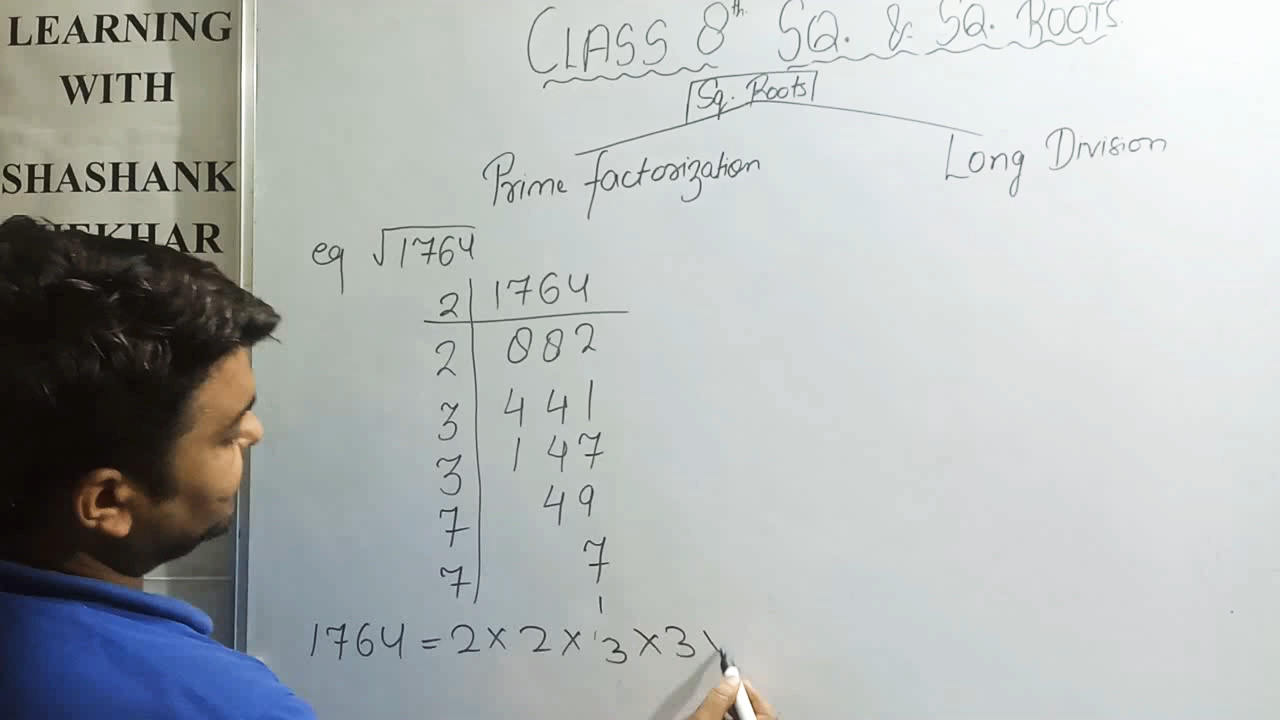 LEARNING
WITH
SHASHANK
HAR
CLASS 8th SQ. & SQ. ROOTS.
Sq. Roots
Prime factorization
Long Division
eg √1764
2 | 1764
2 | 882
3 | 441
3 | 147
7 | 49
7 | 7
1
1764 = 2 × 2 × 3 × 3 ×